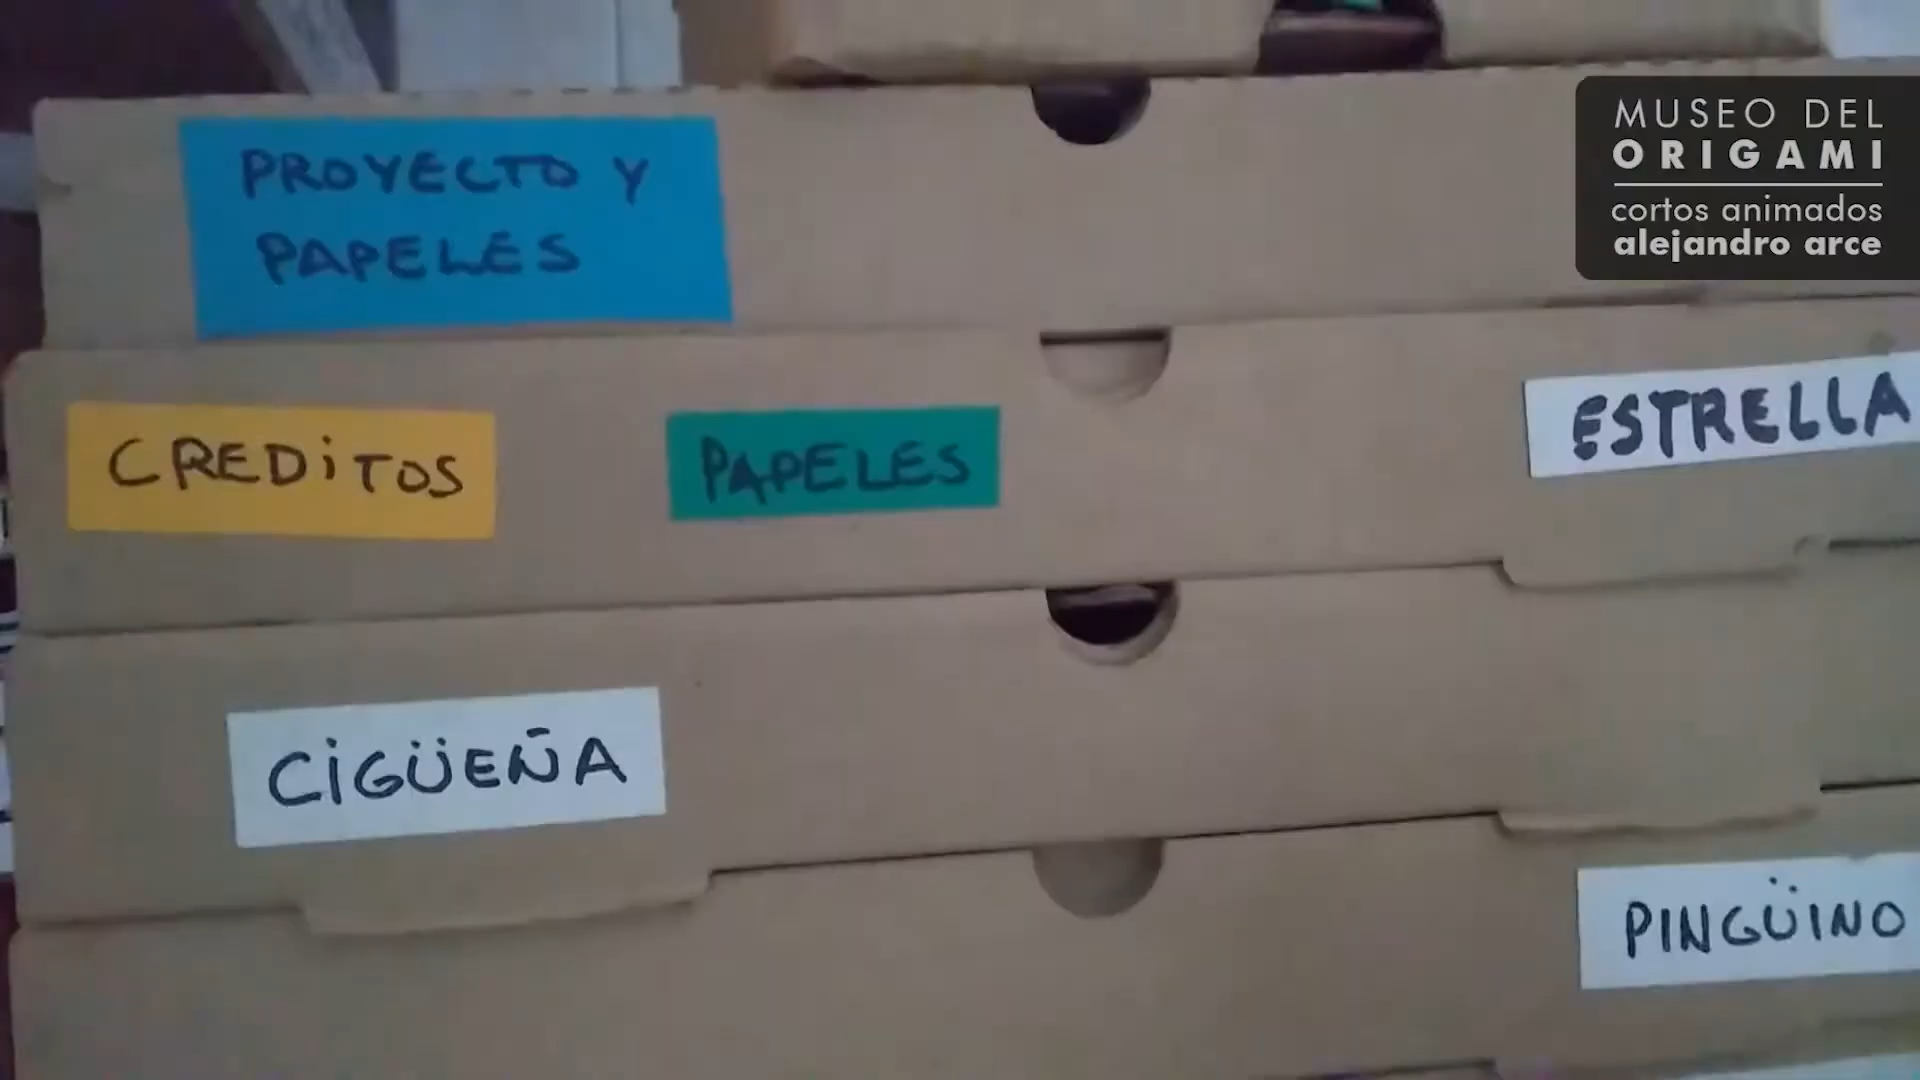 MUSEO DEL
ORIGAMI
cortos animados
alejandro arce
PROYECTO Y
PAPELES
CREDiTOS
PAPELES
ESTRELLA
CiGÜEÑA
PINGÜINO